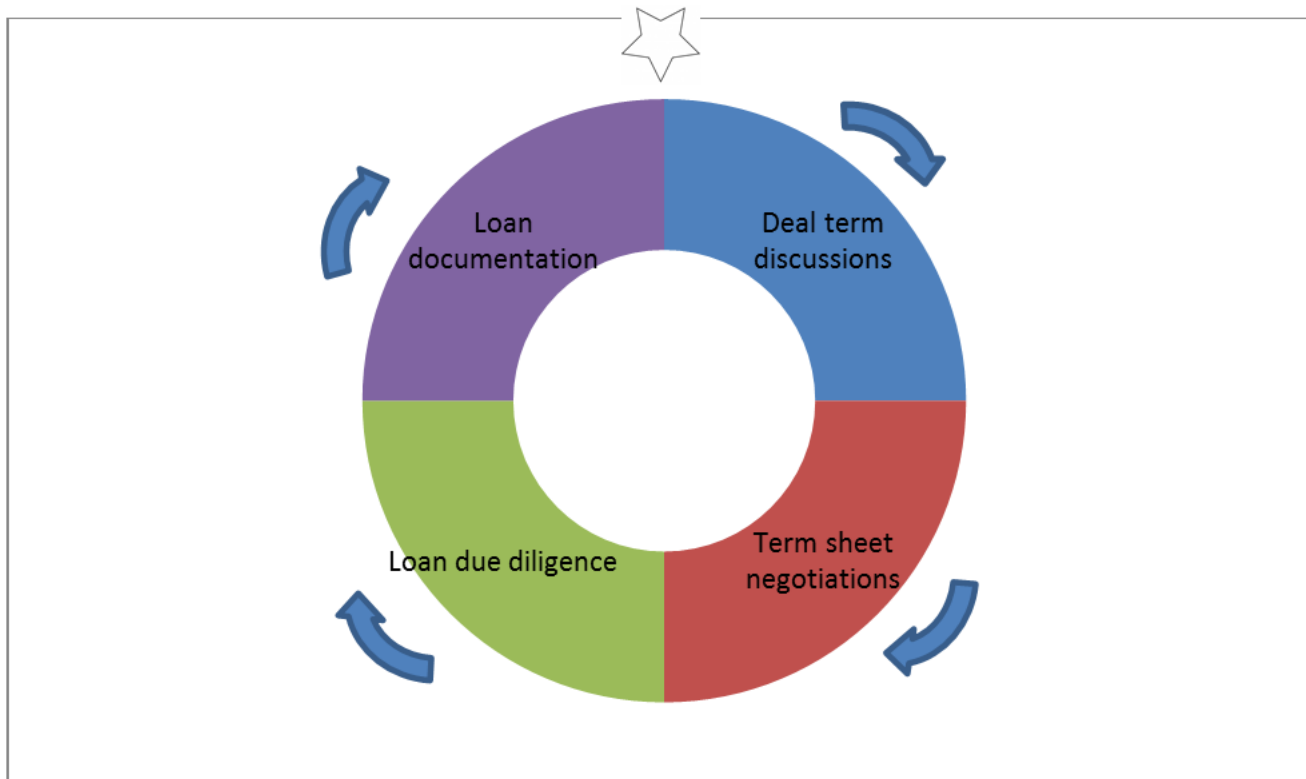 Loan
documentation
Deal term
discussions
Loan due diligence
Term sheet
negotiations